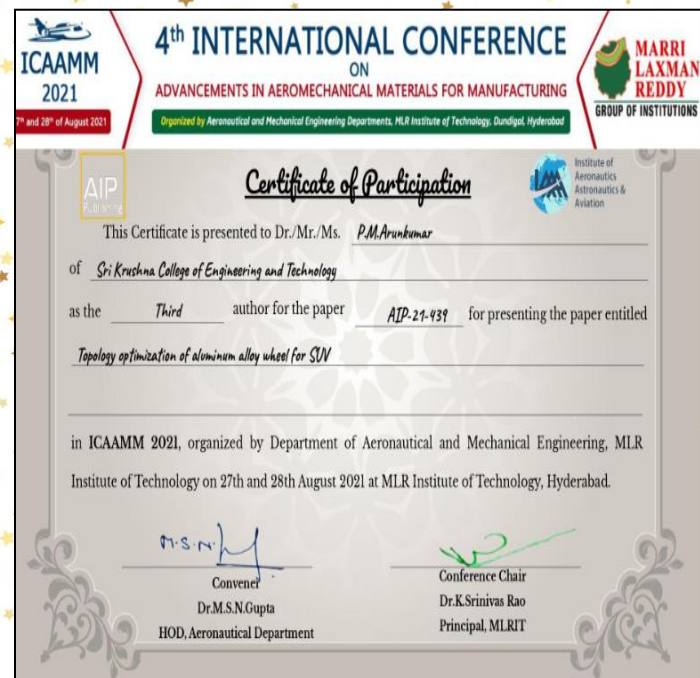 ICAAMM
2021
7th and 28th of August 2021
4th INTERNATIONAL CONFERENCE
ON
ADVANCEMENTS IN AEROMECHANICAL MATERIALS FOR MANUFACTURING
Organized by Aeronautical and Mechanical Engineering Departments, MLR Institute of Technology, Dundigal, Hyderabad
MARRI
LAXMAN
REDDY
GROUP OF INSTITUTIONS
AIP
Publishing
Certificate of Participation
Institute of
Aeronautics
Astronautics &
Aviation
This Certificate is presented to Dr./Mr./Ms. P.M.Arunkumar
of Sri Krushna College of Engineering and Technology
as the Third author for the paper AIP-21-439 for presenting the paper entitled
Topology optimization of aluminum alloy wheel for SUV
in ICAAMM 2021, organized by Department of Aeronautical and Mechanical Engineering, MLR
Institute of Technology on 27th and 28th August 2021 at MLR Institute of Technology, Hyderabad.
M.S.N.
Convener
Dr.M.S.N.Gupta
HOD, Aeronautical Department
Conference Chair
Dr.K.Srinivas Rao
Principal, MLRIT